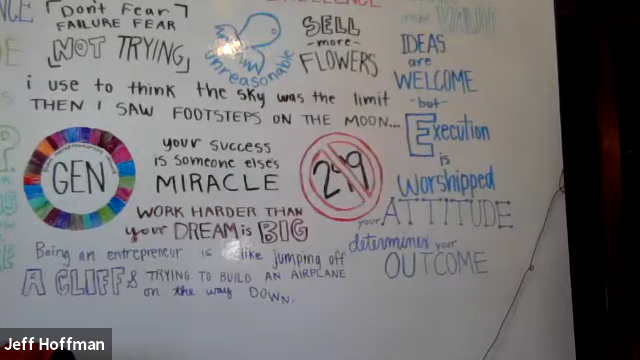 Don't Fear
FAILURE FEAR
NOT TRYING
unreasonable
SELL
-more-
FLOWERS
VALUE
IDEAS
are
WELCOME
-but-
Execution
is
Worshipped
i use to think the sky was the limit
THEN I SAW FOOTSTEPS ON THE MOON...
GEN
your success
is someone else's
MIRACLE
299
WORK HARDER THAN
your DREAM is BIG
your ATTITUDE
determines your
OUTCOME
Being an entrepreneur is like jumping off
A CLIFF & TRYING TO BUILD AN AIRPLANE
on the way DOWN.
Jeff Hoffman